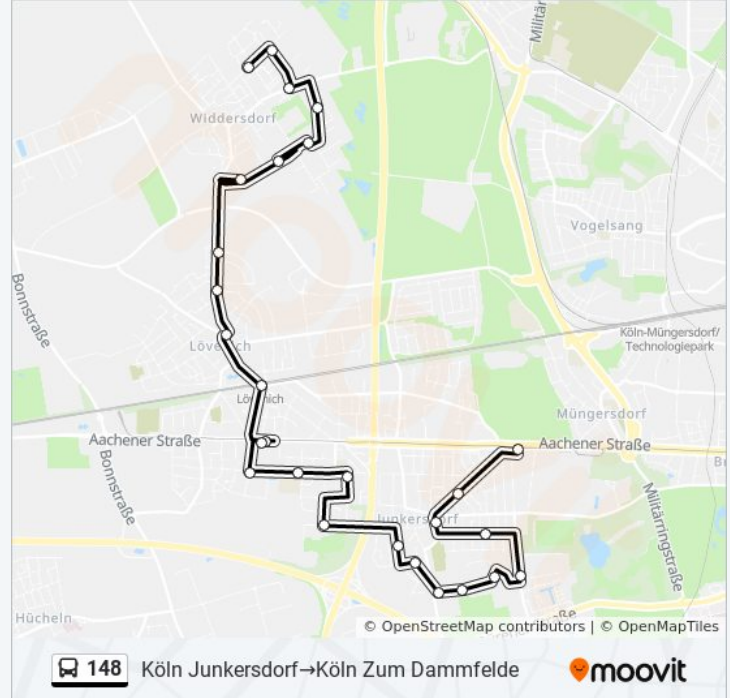 Militär
Widdersdorf
Vogelsang
Bonnstraße
Köln-Müngersdorf/
Technologiepark
Lövenich
Lövenich
Müngersdorf
Aachener Straße
Aachener Straße
Bonnstraße
Junkersdorf
Militärringstraße
Hücheln
© OpenStreetMap contributors | © OpenMapTiles
148 Köln Junkersdorf→Köln Zum Dammfelde
moovit